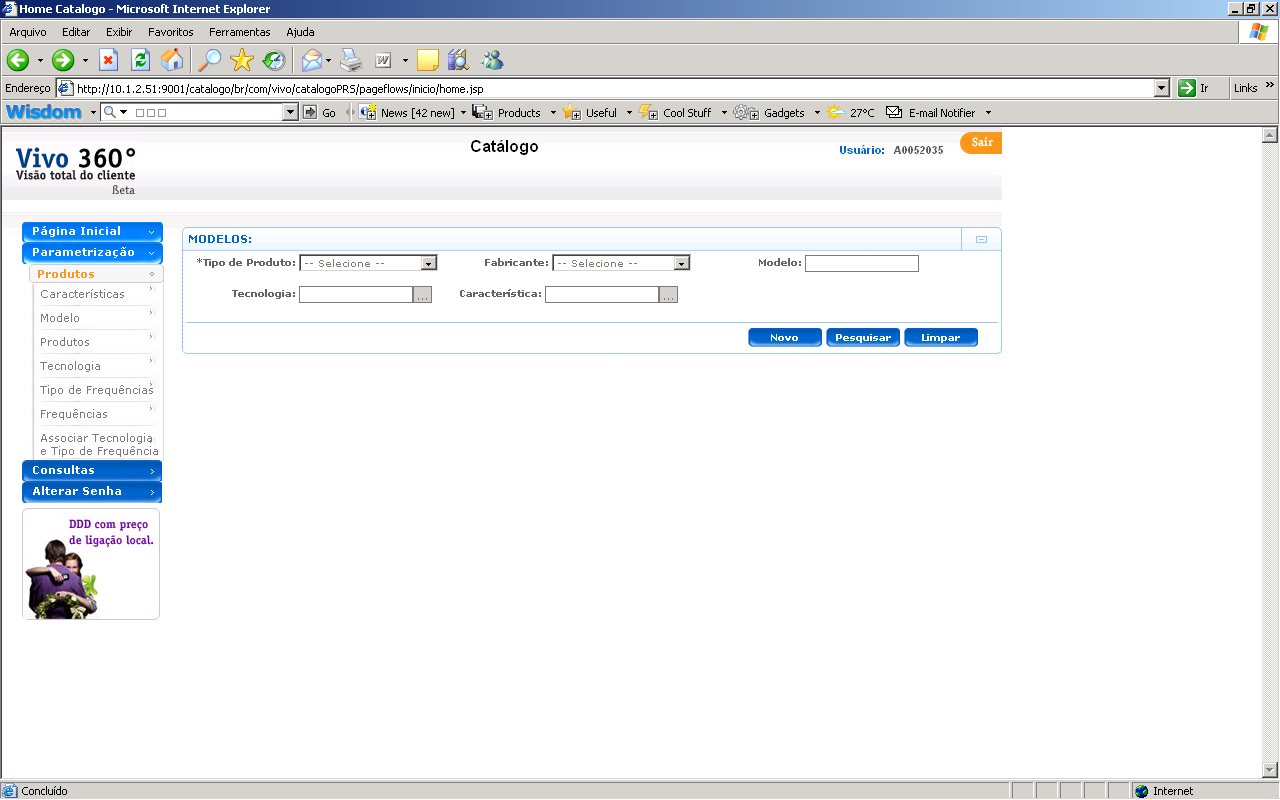 Home Catalogo - Microsoft Internet Explorer
Arquivo Editar Exibir Favoritos Ferramentas Ajuda
Endereço http://10.1.2.51:9001/catalogo/br/com/vivo/catalogoPRS/pageflows/inicio/home.jsp Ir Links »
Wisdom Go News [42 new] Products Useful Cool Stuff Gadgets 27°C E-mail Notifier
Vivo 360°
Visão total do cliente
ßeta
Catálogo
Usuário: A0052035
Sair
Página Inicial
Parametrização
Produtos
Características
Modelo
Produtos
Tecnologia
Tipo de Frequências
Frequências
Associar Tecnologia
e Tipo de Frequência
Consultas
Alterar Senha
DDD com preço
de ligação local.
MODELOS:
*Tipo de Produto: -- Selecione -- Fabricante: -- Selecione -- Modelo:
Tecnologia: ... Característica: ...
Novo Pesquisar Limpar
Concluído Internet